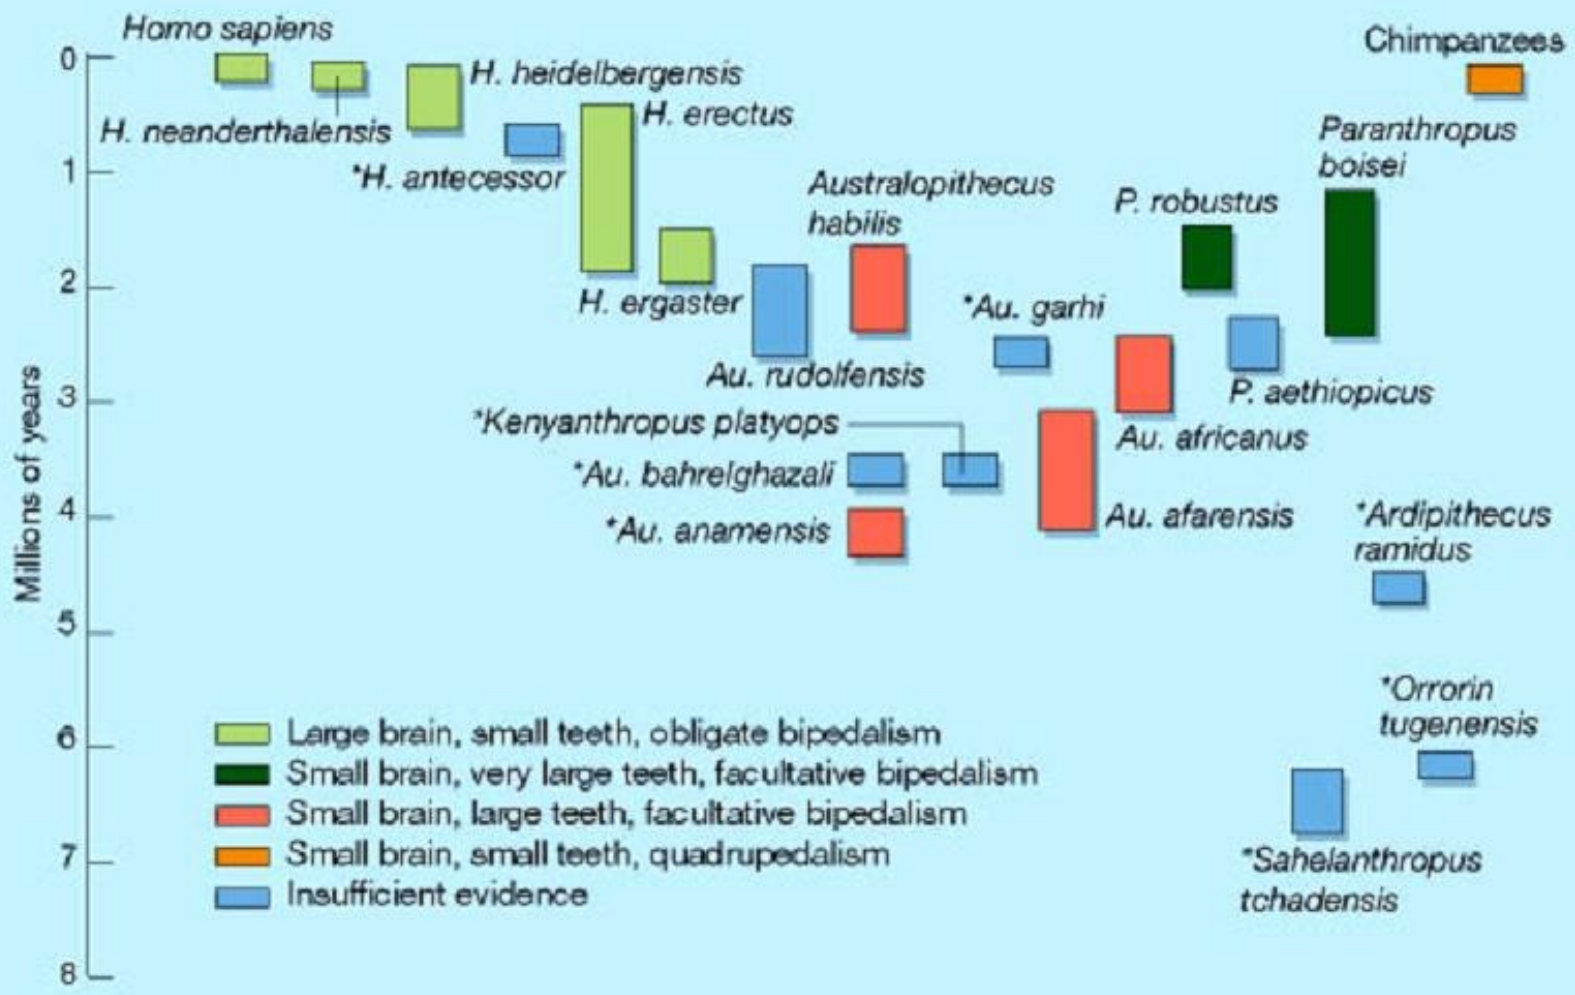 Homo sapiens
Chimpanzees
0
H. heidelbergensis
H. erectus
H. neanderthalensis
Paranthropus
boisei
1
*H. antecessor
Australopithecus
habilis
P. robustus
2
H. ergaster
*Au. garhi
Au. rudolfensis
P. aethiopicus
3
*Kenyanthropus platyops
Au. africanus
*Au. bahrelghazali
4
*Au. anamensis
Au. afarensis
*Ardipithecus
ramidus
Millions of years
5
*Orrorin
tugenensis
6
Large brain, small teeth, obligate bipedalism
Small brain, very large teeth, facultative bipedalism
Small brain, large teeth, facultative bipedalism
Small brain, small teeth, quadrupedalism
Insufficient evidence
7
*Sahelanthropus
tchadensis
8